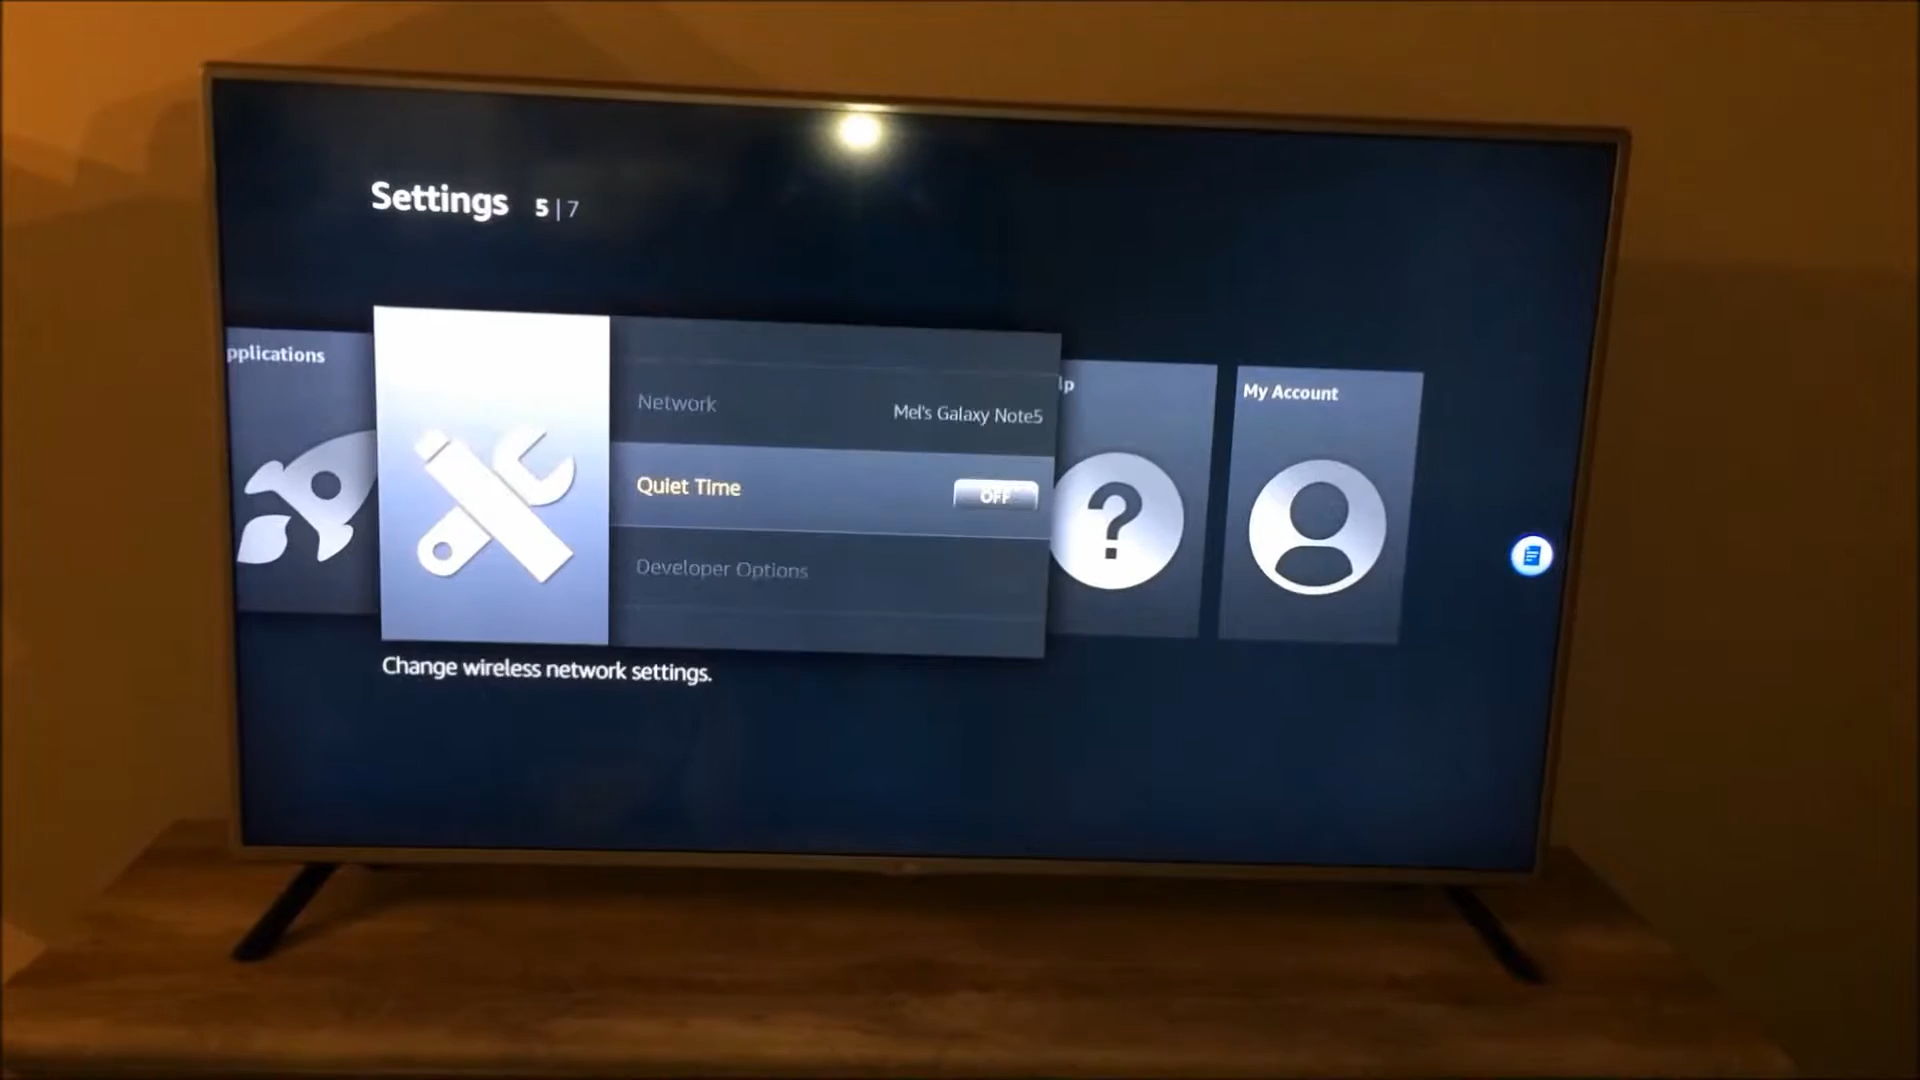 Settings 5 | 7
pplications
Network Mel's Galaxy Note5
Quiet Time OFF
Developer Options
lp
My Account
Change wireless network settings.